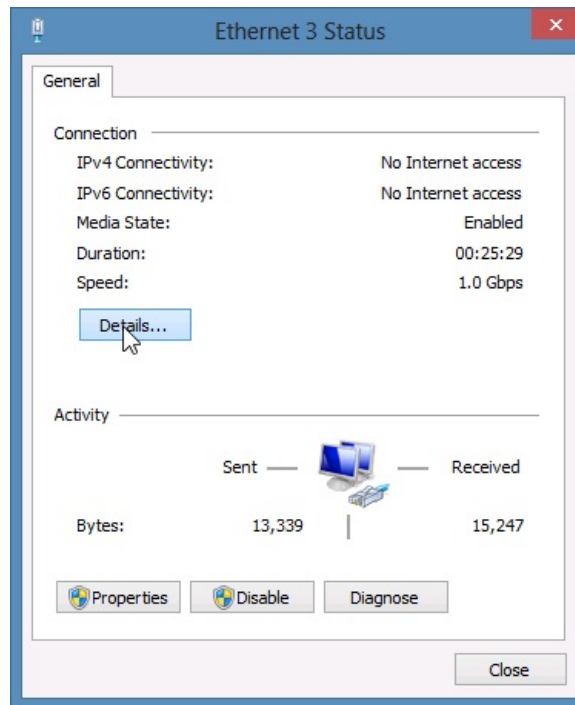 Ethernet 3 Status
General
Connection
IPv4 Connectivity: No Internet access
IPv6 Connectivity: No Internet access
Media State: Enabled
Duration: 00:25:29
Speed: 1.0 Gbps
Details...
Activity
Sent Received
Bytes: 13,339 15,247
Properties Disable Diagnose
Close